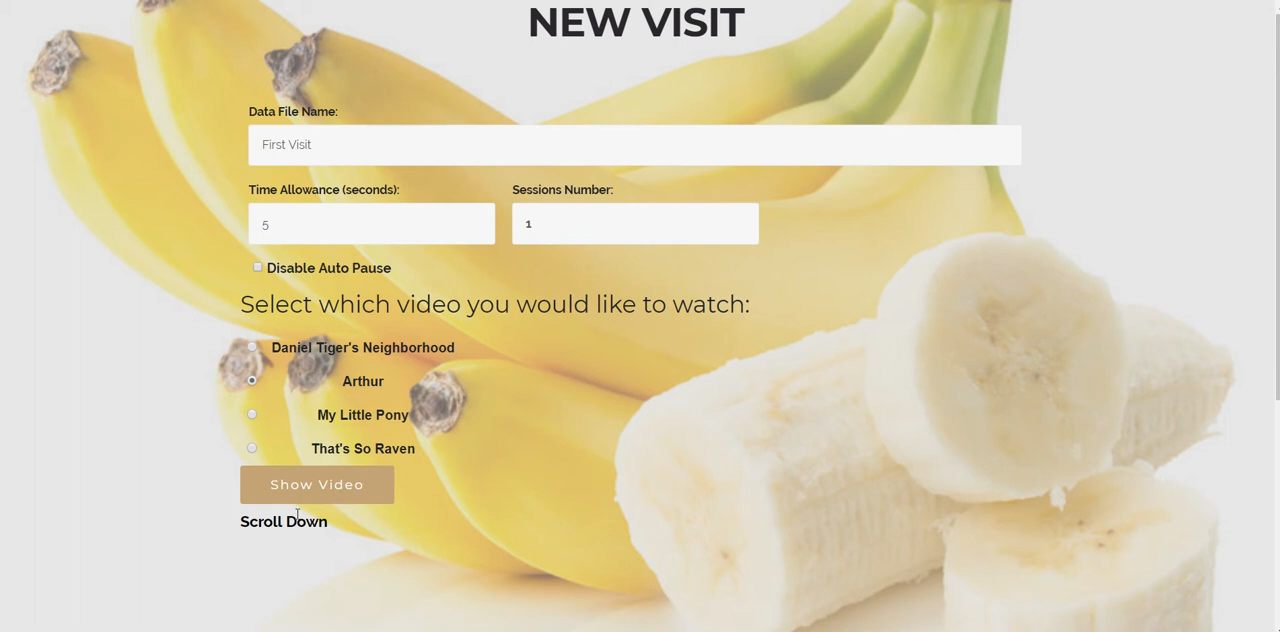 NEW VISIT
Data File Name:
First Visit
Time Allowance (seconds): Sessions Number:
5 1
Disable Auto Pause
Select which video you would like to watch:
Daniel Tiger's Neighborhood
Arthur
My Little Pony
That's So Raven
Show Video
Scroll Down